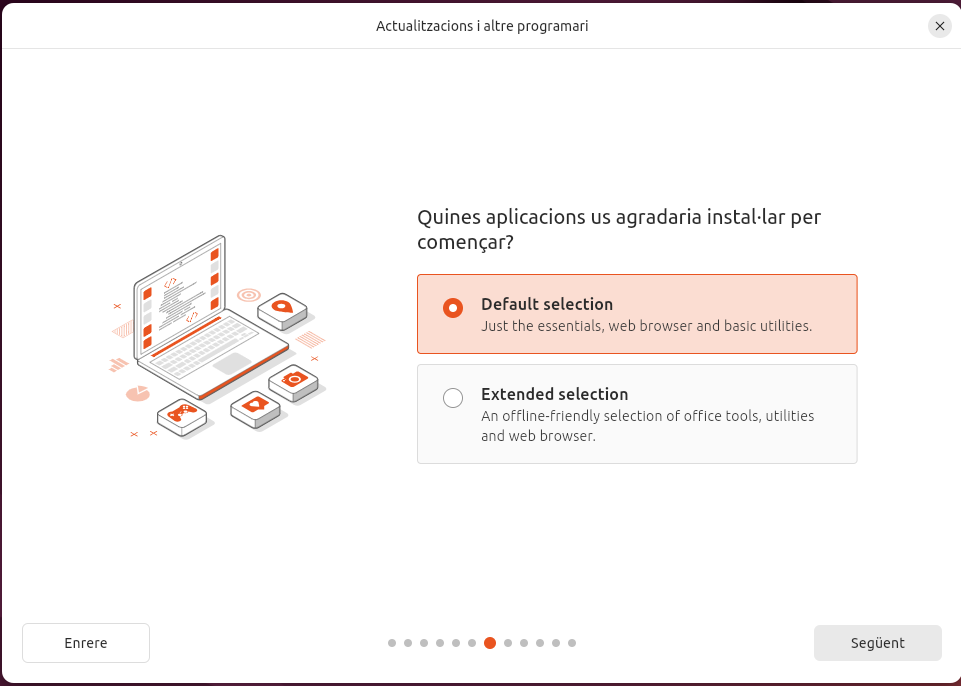 Actualitzacions i altre programari
Quines aplicacions us agradaria instal·lar per
començar?
Default selection
Just the essentials, web browser and basic utilities.
Extended selection
An offline-friendly selection of office tools, utilities
and web browser.
Enrere
Següent